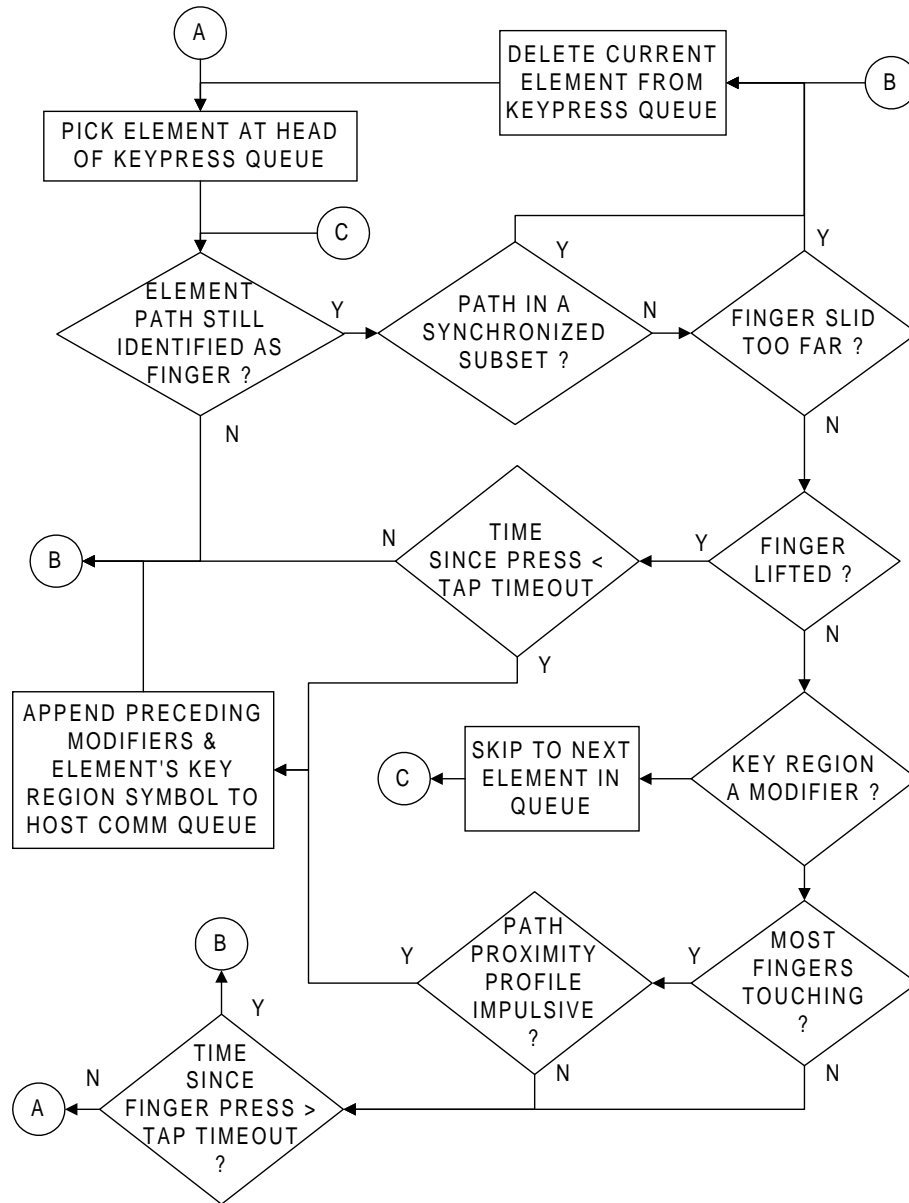 A
DELETE CURRENT
ELEMENT FROM
KEYPRESS QUEUE
B
PICK ELEMENT AT HEAD
OF KEYPRESS QUEUE
C
Y
Y
ELEMENT
PATH STILL
IDENTIFIED AS
FINGER ?
Y
PATH IN A
SYNCHRONIZED
SUBSET ?
N
FINGER SLID
TOO FAR ?
N
N
B
N
TIME
SINCE PRESS <
TAP TIMEOUT
Y
FINGER
LIFTED ?
Y
N
APPEND PRECEDING
MODIFIERS &
ELEMENT'S KEY
REGION SYMBOL TO
HOST COMM QUEUE
C
SKIP TO NEXT
ELEMENT IN
QUEUE
KEY REGION
A MODIFIER ?
B
Y
PATH
PROXIMITY
PROFILE
IMPULSIVE
?
Y
MOST
FINGERS
TOUCHING
?
Y
N
N
A
N
TIME
SINCE
FINGER PRESS >
TAP TIMEOUT
?